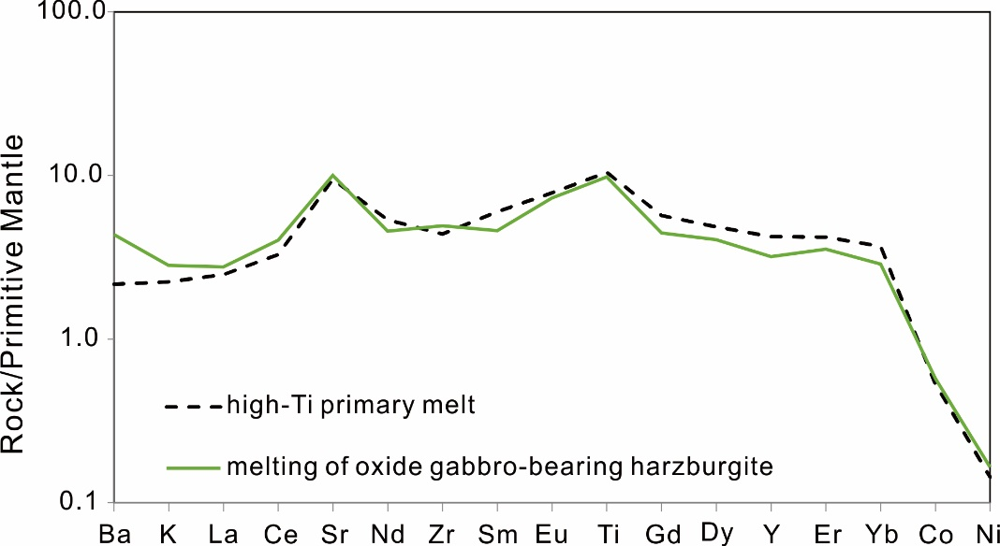 100.0
10.0
1.0
0.1
Rock/Primitive Mantle
high-Ti primary melt
melting of oxide gabbro-bearing harzburgite
Ba K La Ce Sr Nd Zr Sm Eu Ti Gd Dy Y Er Yb Co Ni